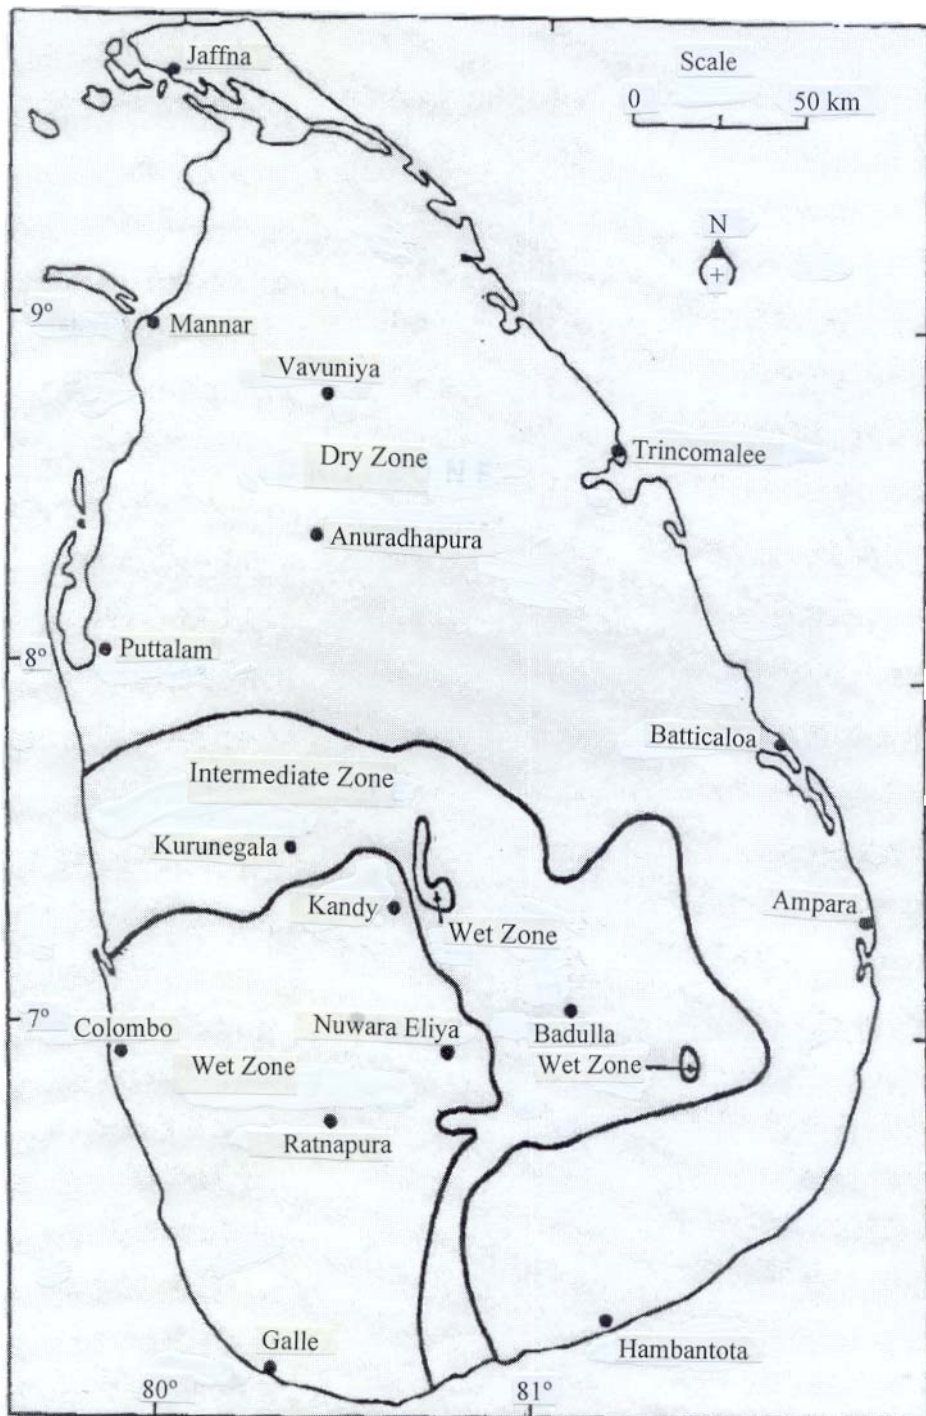 Jaffna
Scale
0 50 km
N
9°
Mannar
Vavuniya
Dry Zone
Trincomalee
Anuradhapura
Puttalam
8°
Batticaloa
Intermediate Zone
Kurunegala
Kandy
Ampara
Wet Zone
7°
Colombo
Nuwara Eliya
Badulla
Wet Zone
Wet Zone
Ratnapura
Galle
Hambantota
80° 81°